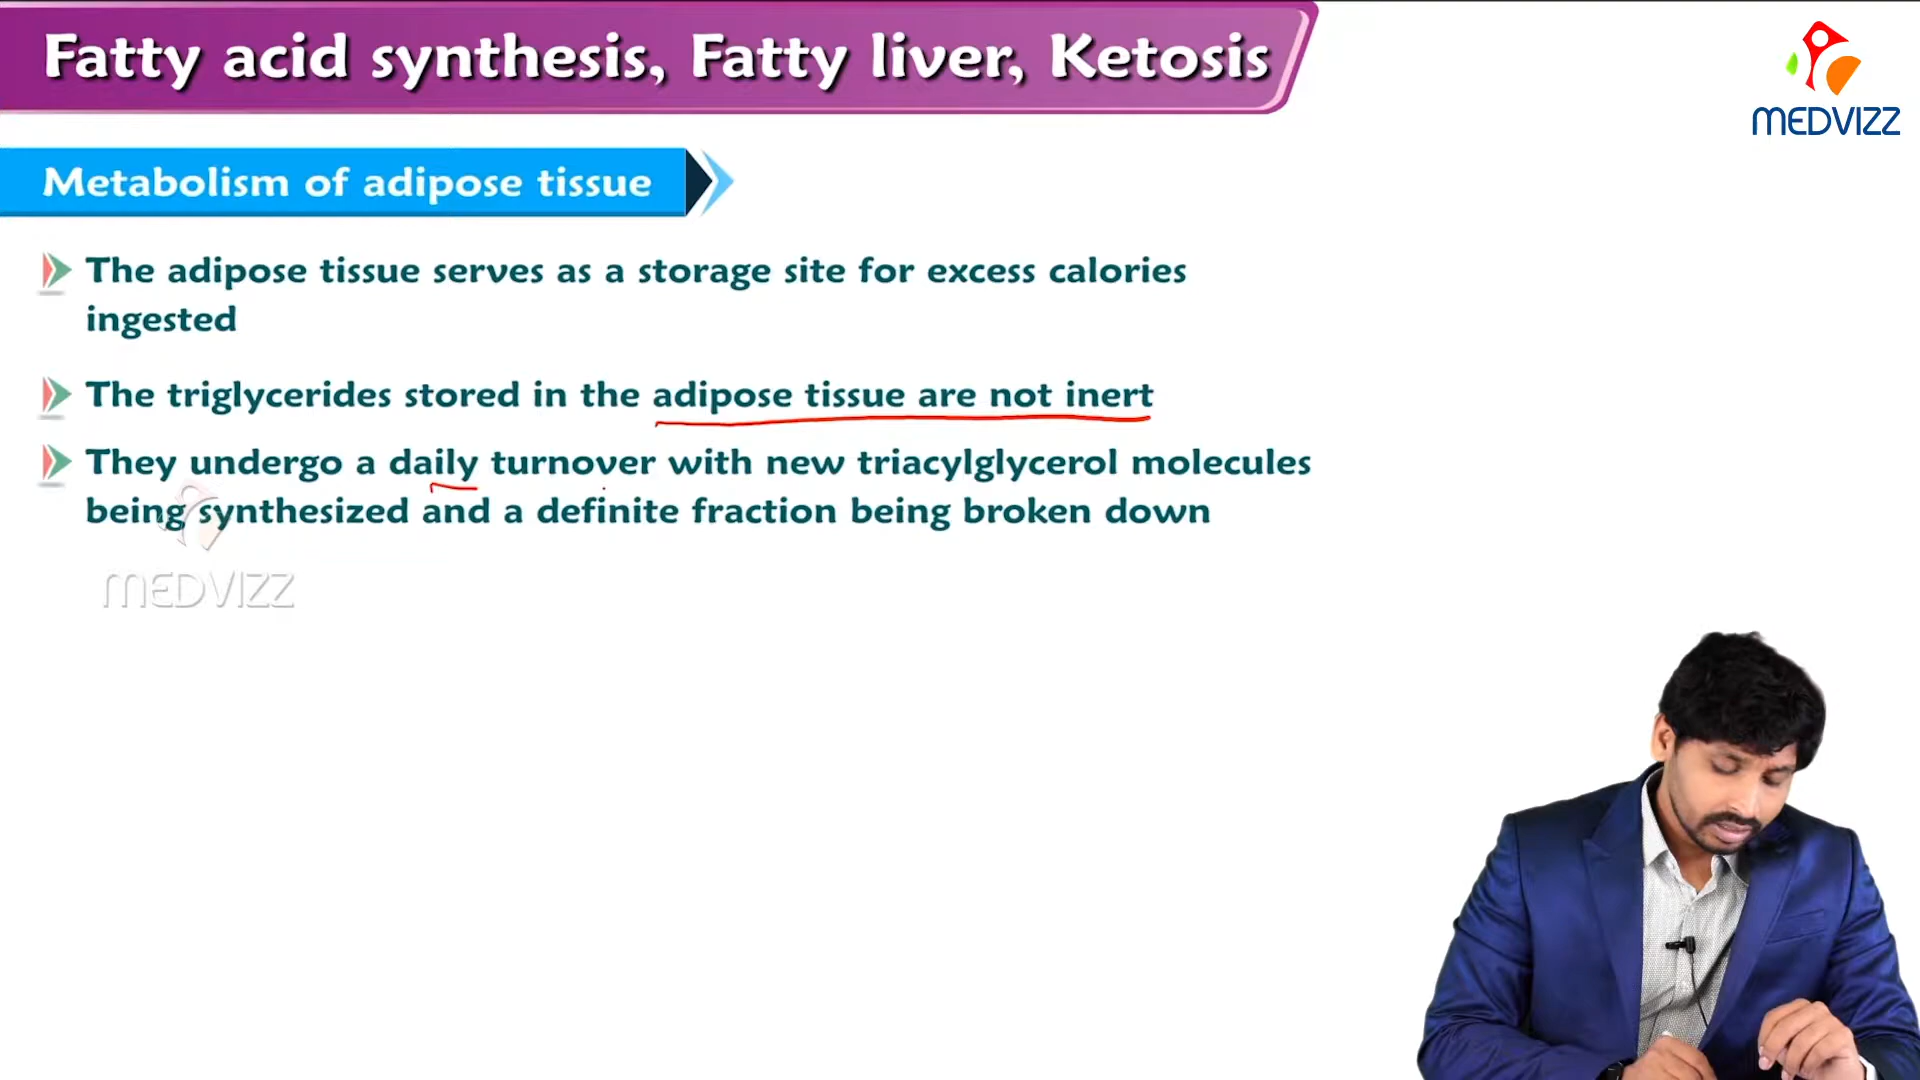 Fatty acid synthesis, Fatty liver, Ketosis
MEDVIZZ
Metabolism of adipose tissue
The adipose tissue serves as a storage site for excess calories
ingested
The triglycerides stored in the adipose tissue are not inert
They undergo a daily turnover with new triacylglycerol molecules
being synthesized and a definite fraction being broken down
MEDVIZZ